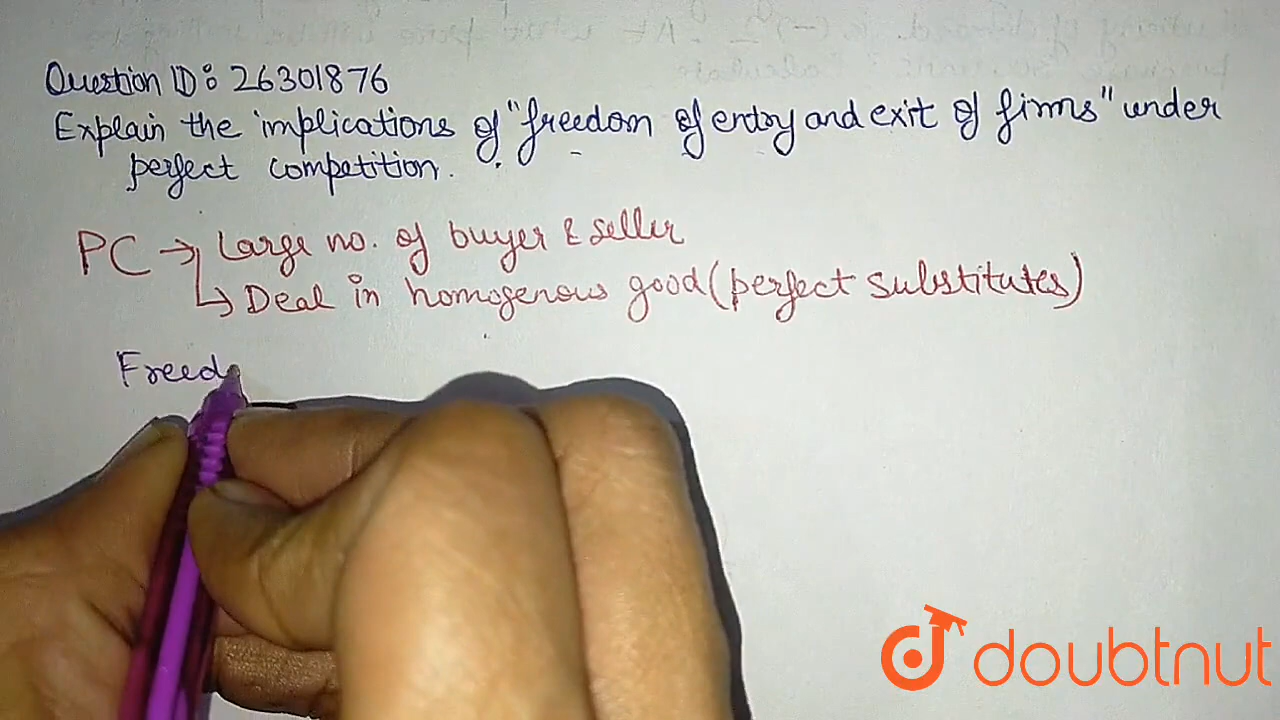 Question ID: 26301876
Explain the implications of "freedom of entry and exit of firms" under
perfect competition.
PC → Large no. of buyer & seller
↳ Deal in homogenous good (perfect substitutes)
Freed
doubtnut